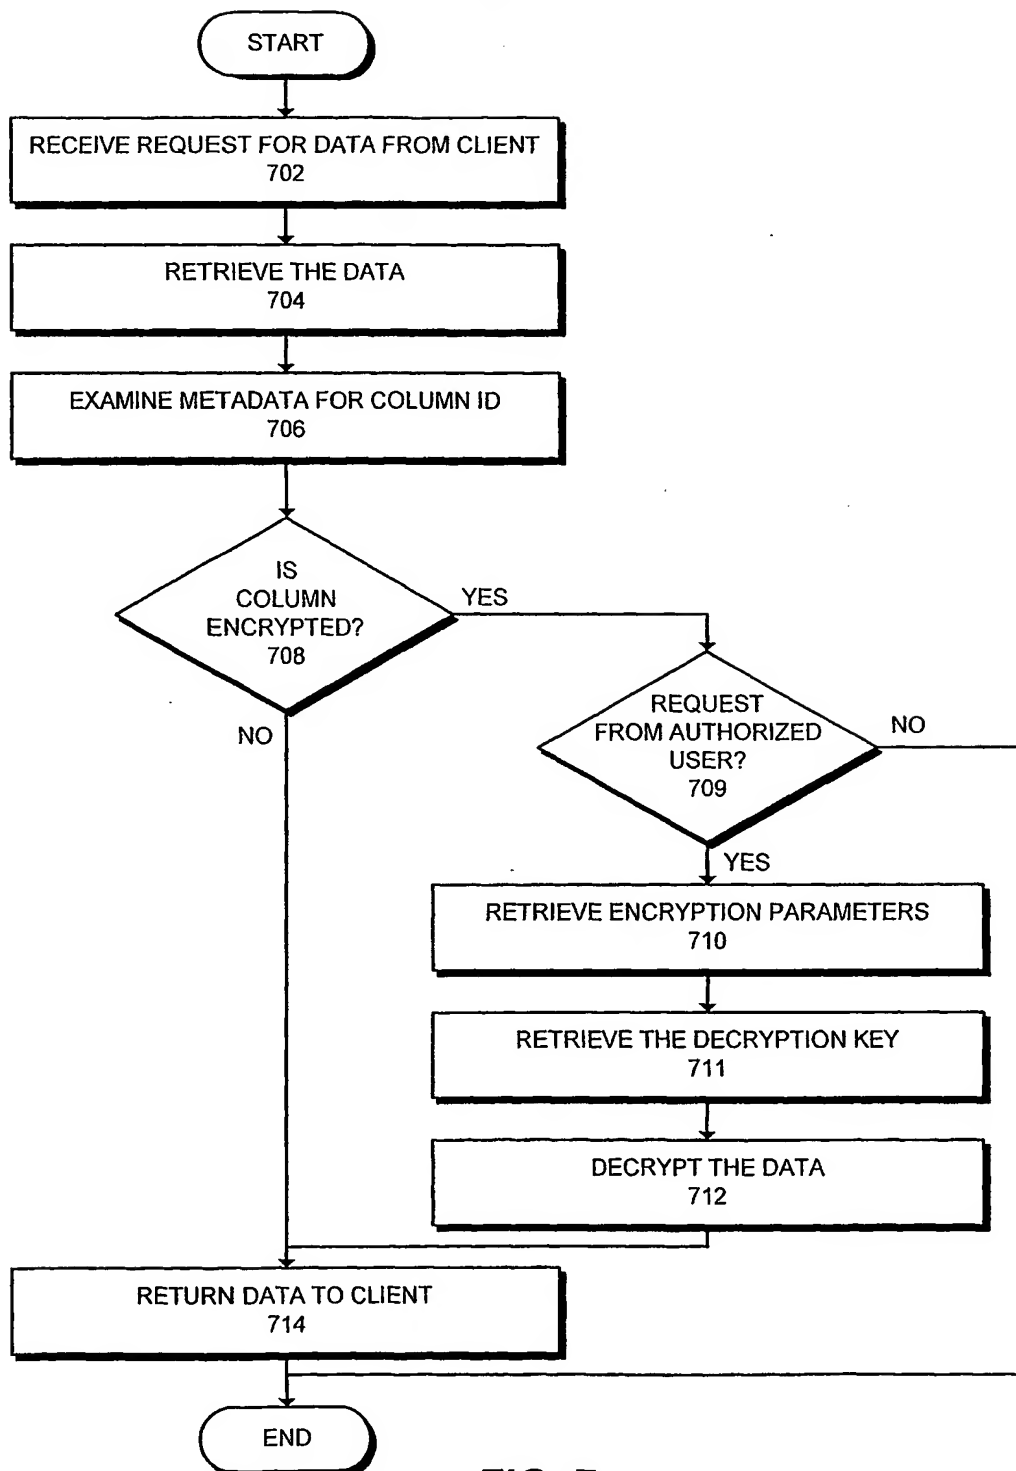 START
RECEIVE REQUEST FOR DATA FROM CLIENT
702
RETRIEVE THE DATA
704
EXAMINE METADATA FOR COLUMN ID
706
IS
COLUMN
ENCRYPTED?
708
YES
NO
REQUEST
FROM AUTHORIZED
USER?
709
NO
YES
RETRIEVE ENCRYPTION PARAMETERS
710
RETRIEVE THE DECRYPTION KEY
711
DECRYPT THE DATA
712
RETURN DATA TO CLIENT
714
END